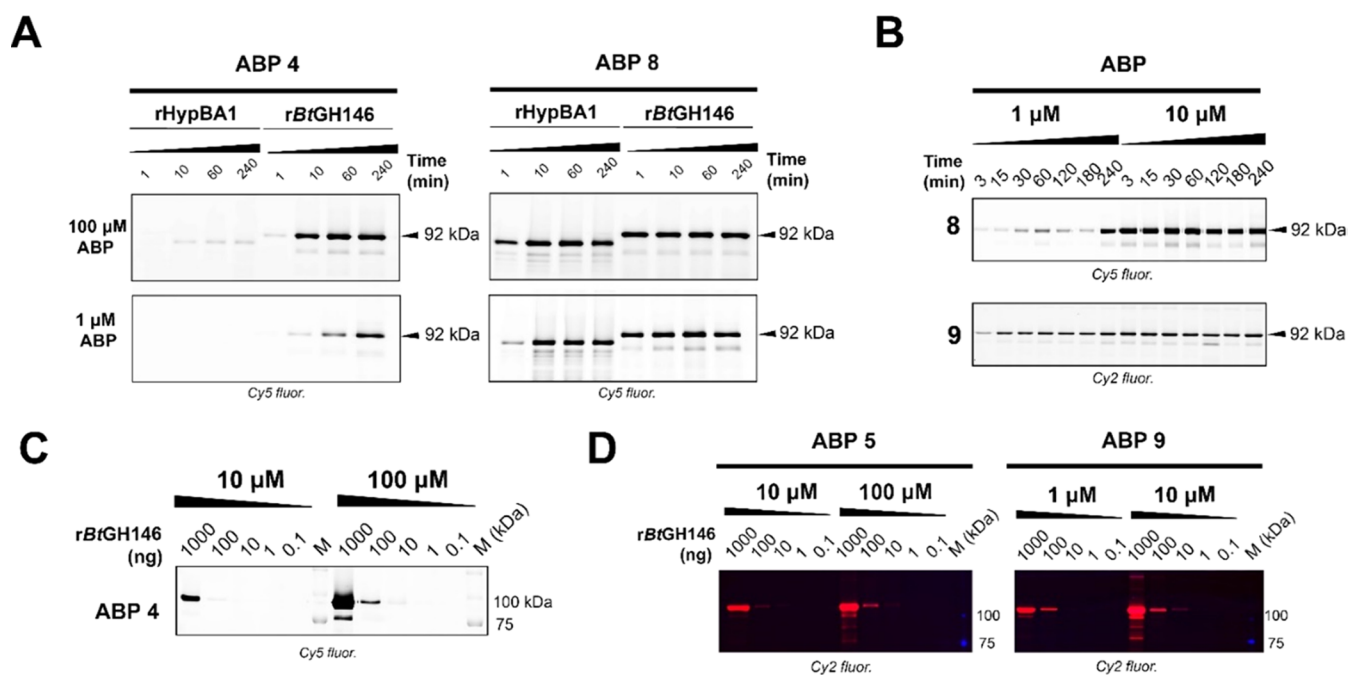 A
ABP 4
ABP 8
rHypBA1 rBtGH146
rHypBA1 rBtGH146
1 10 60 240 1 10 60 240 Time (min)
1 10 60 240 1 10 60 240 Time (min)
100 µM ABP
92 kDa
92 kDa
1 µM ABP
92 kDa
92 kDa
Cy5 fluor.
Cy5 fluor.
B
ABP
1 µM 10 µM
Time (min) 3 15 30 60 120 180 240 3 15 30 60 120 180 240
8 92 kDa
Cy5 fluor.
9 92 kDa
Cy2 fluor.
C
10 µM 100 µM
rBtGH146 (ng) 1000 100 10 1 0.1 M 1000 100 10 1 0.1 M (kDa)
ABP 4
100 kDa
75
Cy5 fluor.
D
ABP 5
ABP 9
10 µM 100 µM
1 µM 10 µM
rBtGH146 (ng) 1000 100 10 1 0.1 1000 100 10 1 0.1 M (kDa)
1000 100 10 1 0.1 1000 100 10 1 0.1 M (kDa)
100
75
100
75
Cy2 fluor.
Cy2 fluor.